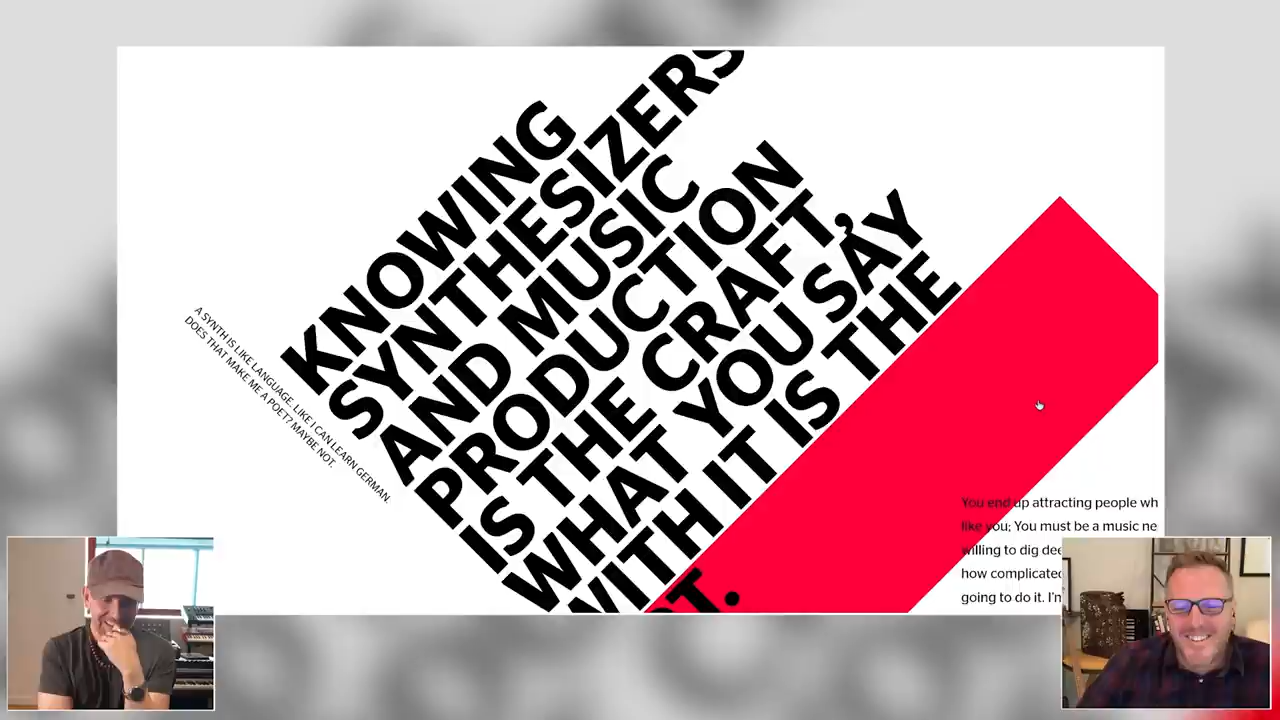 KNOWING
SYNTHESIZERS
AND MUSIC
PRODUCTION
IS THE CRAFT,
WHAT YOU SAY
WITH IT IS THE
A SYNTH IS LIKE LANGUAGE. LIKE I CAN LEARN GERMAN.
DOES THAT MAKE ME A POET? MAYBE NOT.
You end up attracting people wh
like you; You must be a music ne
willing to dig dee
how complicated
going to do it. I'm